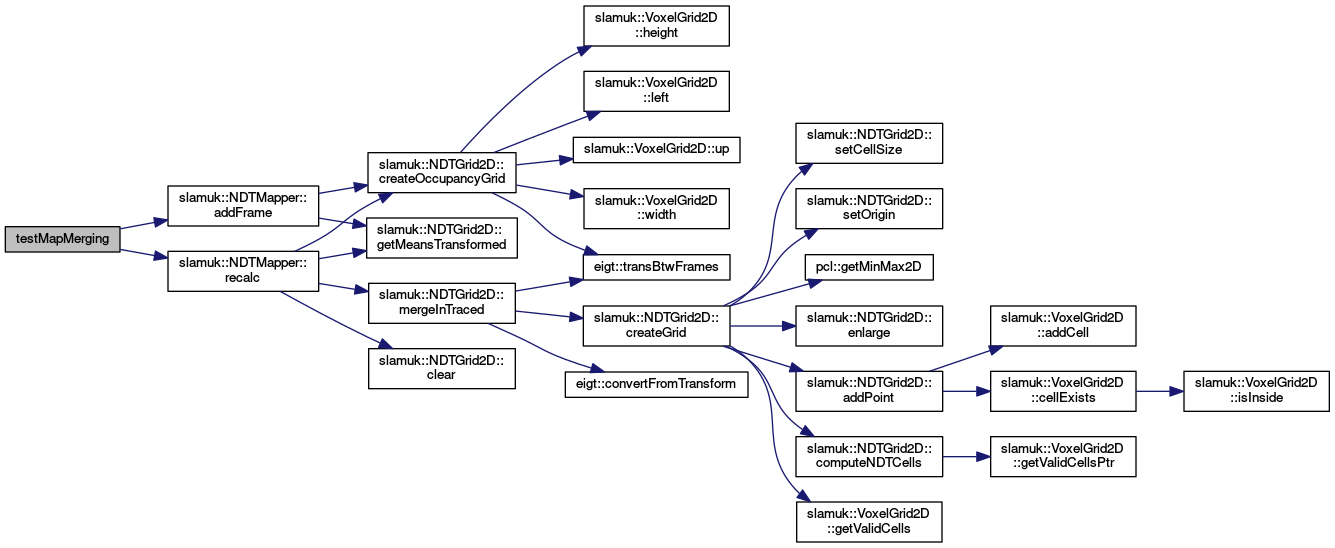 testMapMerging
slamuk::NDTMapper::
addFrame
slamuk::NDTMapper::
recalc
slamuk::NDTGrid2D::
createOccupancyGrid
slamuk::NDTGrid2D::
getMeansTransformed
slamuk::NDTGrid2D::
mergeInTraced
slamuk::NDTGrid2D::
clear
slamuk::VoxelGrid2D
::height
slamuk::VoxelGrid2D
::left
slamuk::VoxelGrid2D::up
slamuk::VoxelGrid2D
::width
eigt::transBtwFrames
slamuk::NDTGrid2D::
createGrid
eigt::convertFromTransform
slamuk::NDTGrid2D::
setCellSize
slamuk::NDTGrid2D::
setOrigin
pcl::getMinMax2D
slamuk::NDTGrid2D::
enlarge
slamuk::NDTGrid2D::
addPoint
slamuk::NDTGrid2D::
computeNDTCells
slamuk::VoxelGrid2D
::getValidCells
slamuk::VoxelGrid2D
::addCell
slamuk::VoxelGrid2D
::cellExists
slamuk::VoxelGrid2D
::getValidCellsPtr
slamuk::VoxelGrid2D
::isInside